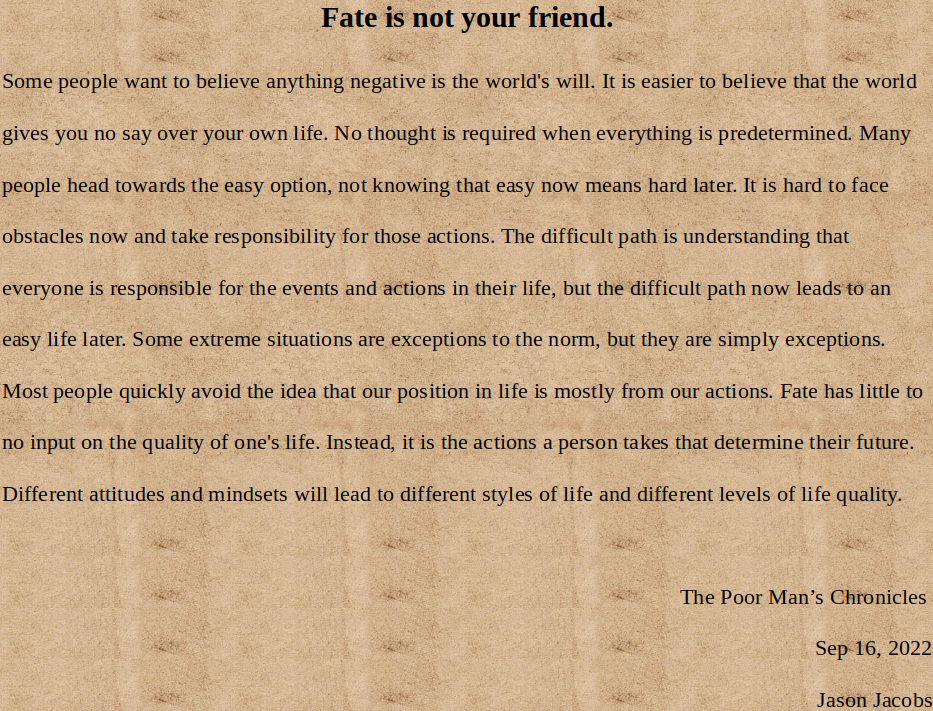 Fate is not your friend.
Some people want to believe anything negative is the world's will. It is easier to believe that the world
gives you no say over your own life. No thought is required when everything is predetermined. Many
people head towards the easy option, not knowing that easy now means hard later. It is hard to face
obstacles now and take responsibility for those actions. The difficult path is understanding that
everyone is responsible for the events and actions in their life, but the difficult path now leads to an
easy life later. Some extreme situations are exceptions to the norm, but they are simply exceptions.
Most people quickly avoid the idea that our position in life is mostly from our actions. Fate has little to
no input on the quality of one's life. Instead, it is the actions a person takes that determine their future.
Different attitudes and mindsets will lead to different styles of life and different levels of life quality.
The Poor Man’s Chronicles
Sep 16, 2022
Jason Jacobs